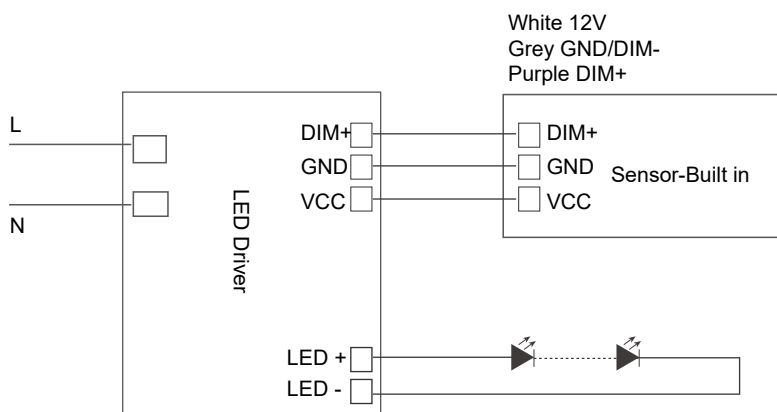 White 12V
Grey GND/DIM-
Purple DIM+
L
N
LED Driver
DIM+
GND
VCC
LED +
LED -
DIM+
GND
VCC
Sensor-Built in